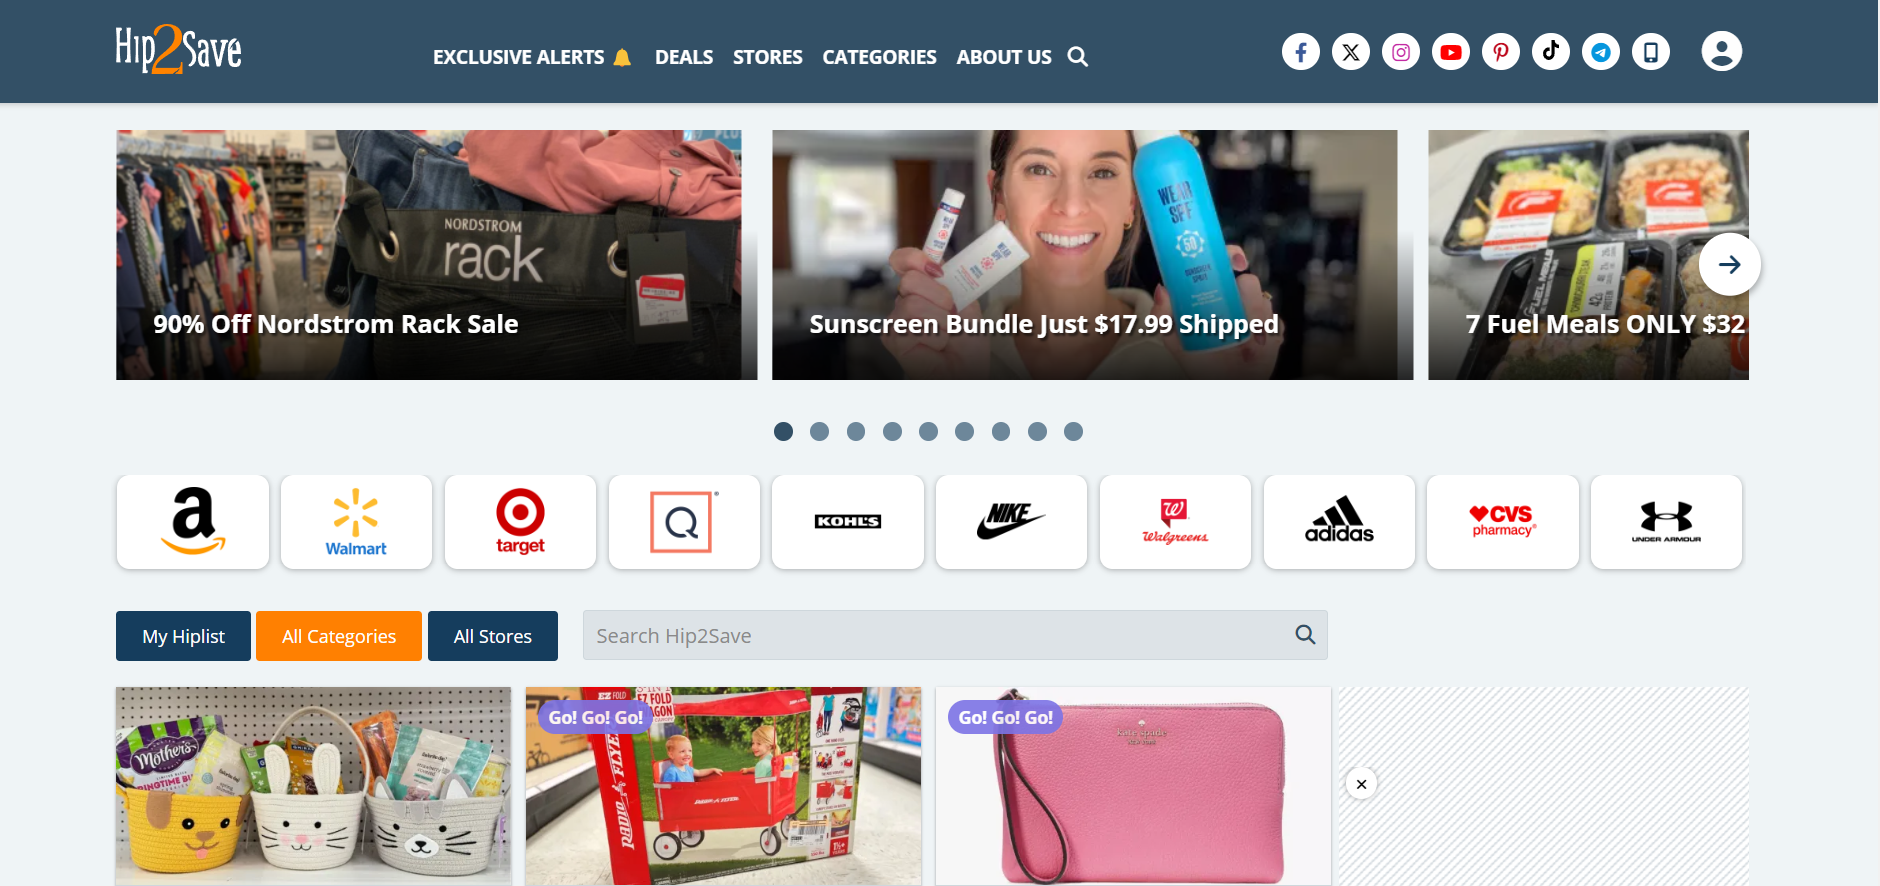 Hip2Save
EXCLUSIVE ALERTS
DEALS
STORES
CATEGORIES
ABOUT US
NORDSTROM
rack
90% Off Nordstrom Rack Sale
WEAR
SPF
50
Sunscreen Bundle Just $17.99 Shipped
7 Fuel Meals ONLY $32
a
Walmart
target
Q
KOHL'S
NIKE
Walgreens
adidas
CVS
pharmacy
UNDER ARMOUR
My Hiplist
All Categories
All Stores
Search Hip2Save
Mother's
Go! Go! Go!
EZ FOLD
RADIO FLYER
Go! Go! Go!
kate spade
NEW YORK